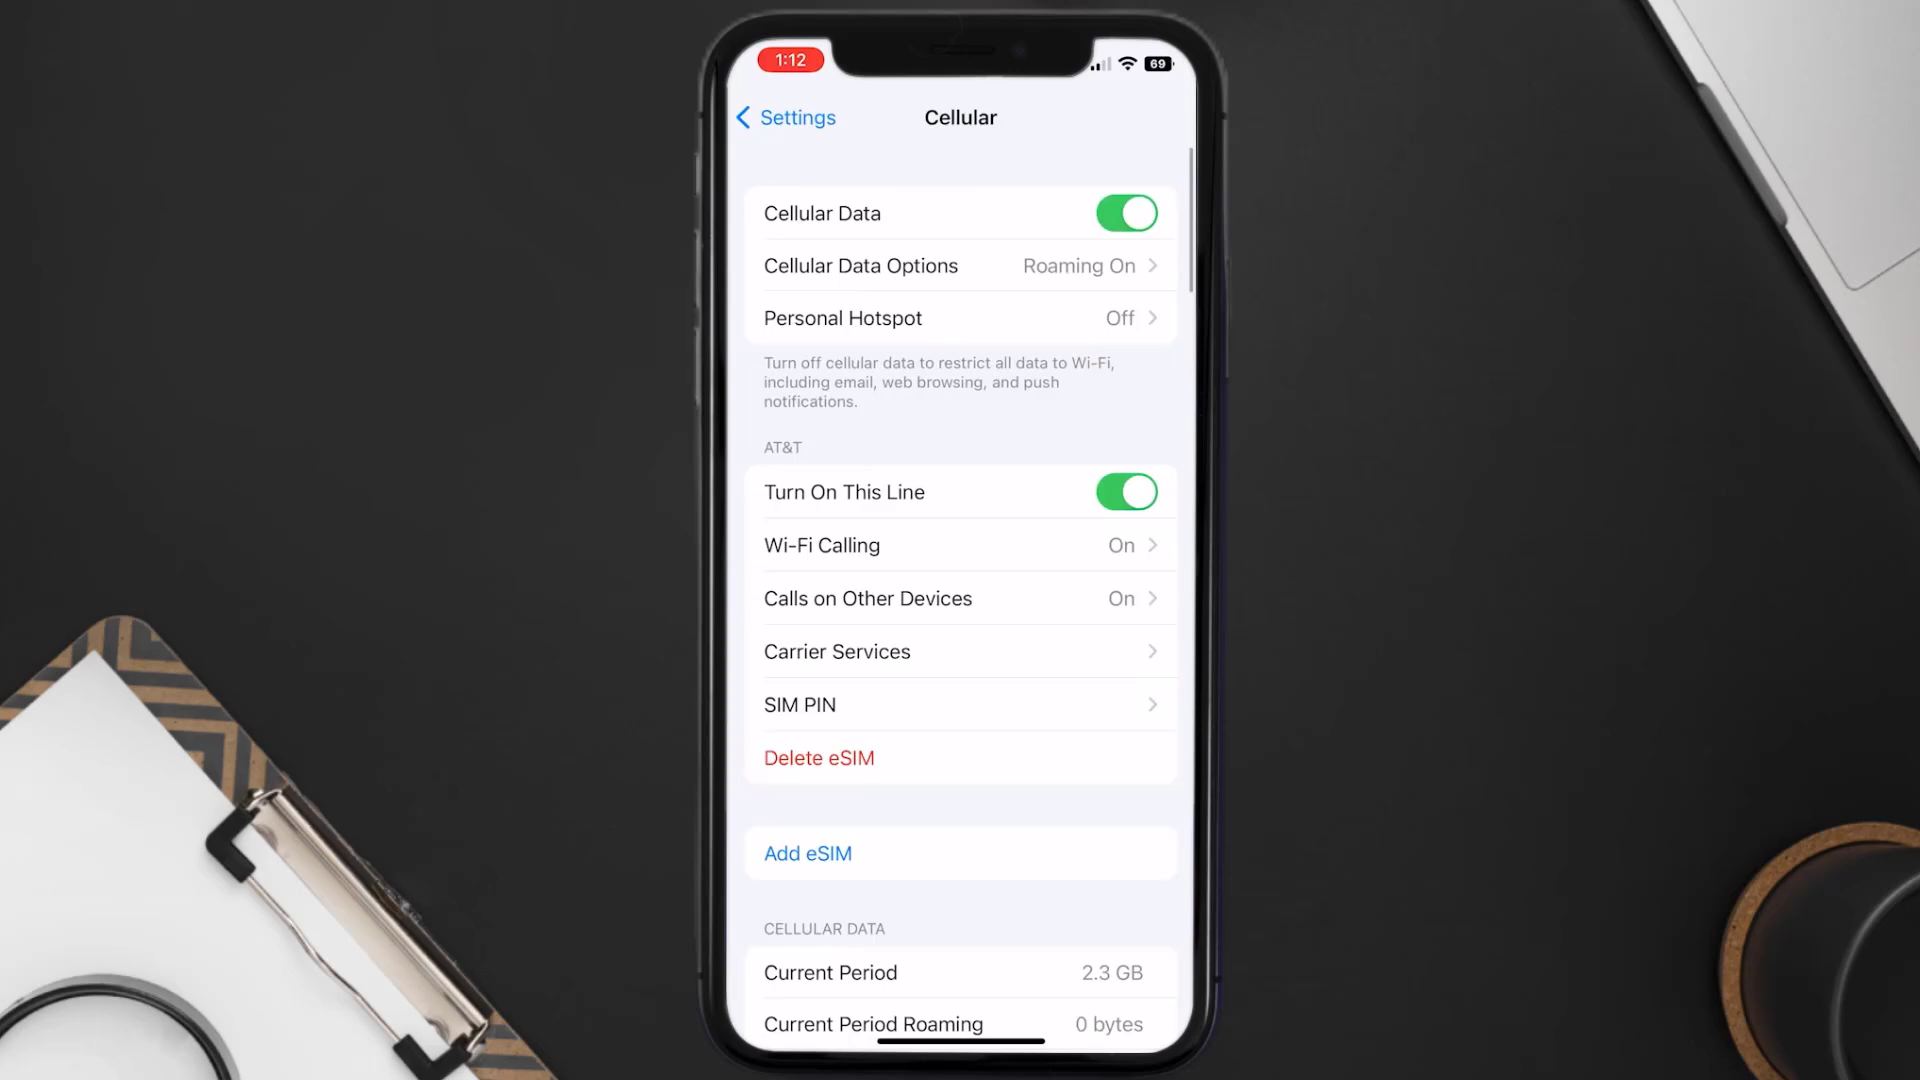 1:12
69
Settings
Cellular
Cellular Data
Cellular Data Options Roaming On
Personal Hotspot Off
Turn off cellular data to restrict all data to Wi-Fi,
including email, web browsing, and push
notifications.
AT&T
Turn On This Line
Wi-Fi Calling On
Calls on Other Devices On
Carrier Services
SIM PIN
Delete eSIM
Add eSIM
CELLULAR DATA
Current Period 2.3 GB
Current Period Roaming 0 bytes